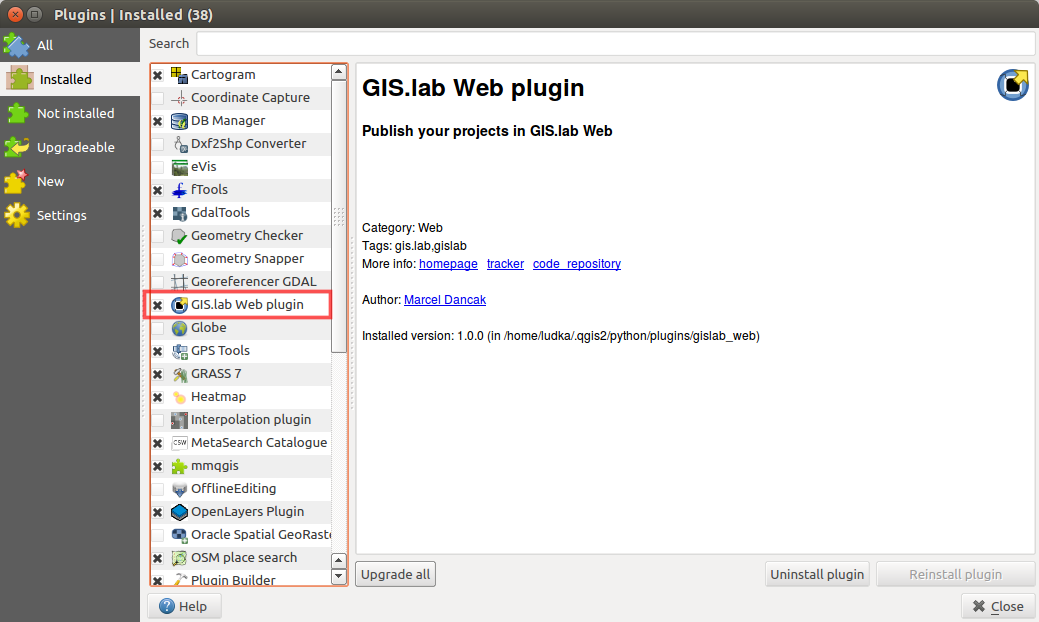 Plugins | Installed (38)
All
Installed
Not installed
Upgradeable
New
Settings
Search
Cartogram
Coordinate Capture
DB Manager
Dxf2Shp Converter
eVis
fTools
GdalTools
Geometry Checker
Geometry Snapper
Georeferencer GDAL
GIS.lab Web plugin
Globe
GPS Tools
GRASS 7
Heatmap
Interpolation plugin
CSW MetaSearch Catalogue
mmqgis
OfflineEditing
OpenLayers Plugin
Oracle Spatial GeoRaste
OSM place search
Plugin Builder
GIS.lab Web plugin
Publish your projects in GIS.lab Web
Category: Web
Tags: gis.lab,gislab
More info: homepage tracker code_repository
Author: Marcel Dancak
Installed version: 1.0.0 (in /home/ludka/.qgis2/python/plugins/gislab_web)
Upgrade all
Uninstall plugin
Reinstall plugin
Help
Close